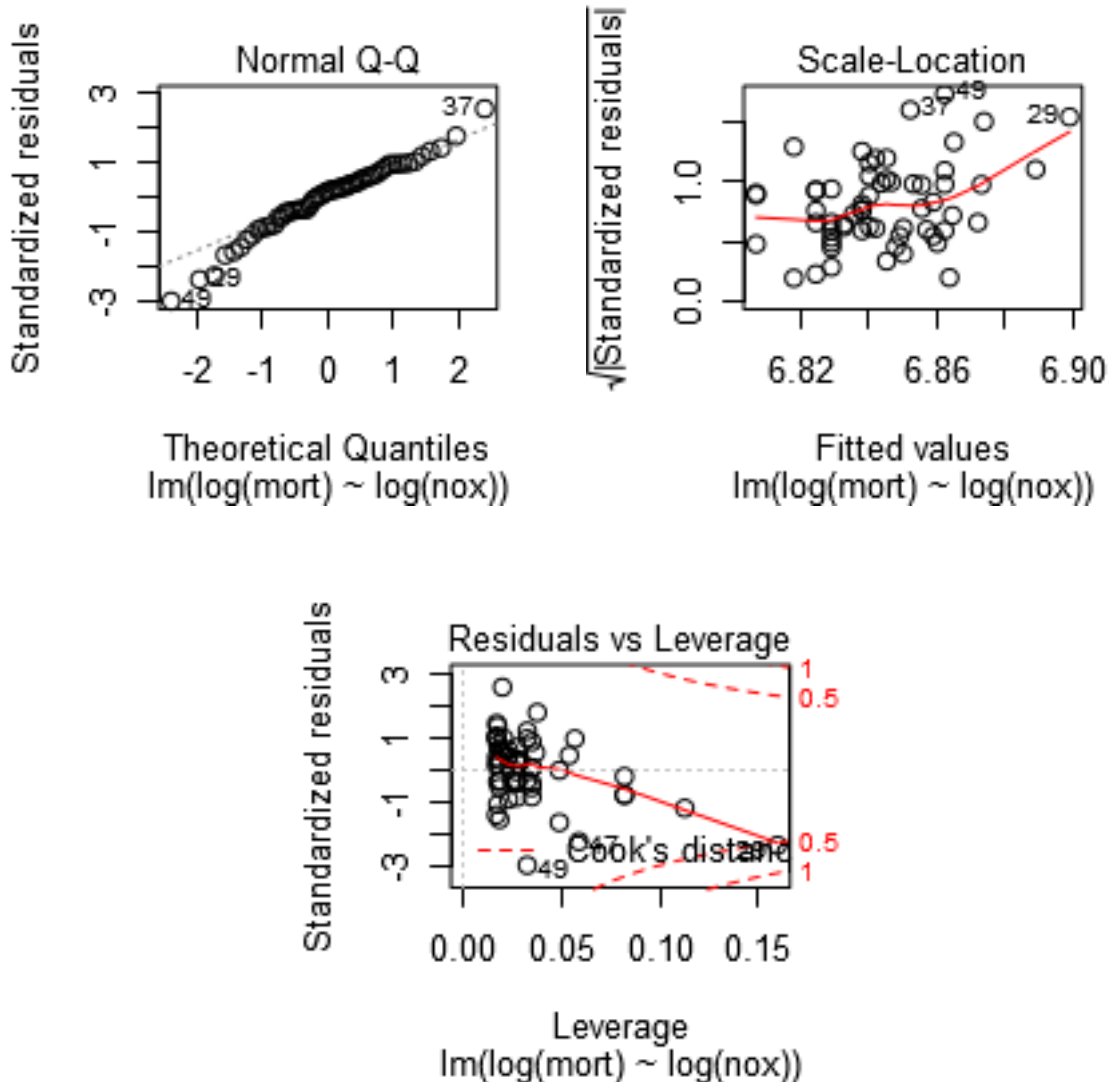 Normal Q-Q
Standardized residuals
3
1
-1
-3
37
29
49
-2 -1 0 1 2
Theoretical Quantiles
lm(log(mort) ~ log(nox))
Scale-Location
√|Standardized residuals|
1.0
0.0
49
37
29
6.82 6.86 6.90
Fitted values
lm(log(mort) ~ log(nox))
Residuals vs Leverage
Standardized residuals
3
1
-1
-3
1
0.5
0.5
1
47
Cook's distanc
29
49
0.00 0.05 0.10 0.15
Leverage
lm(log(mort) ~ log(nox))